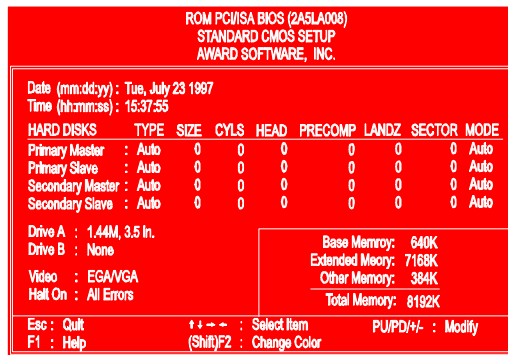 ROM PCI/ISA BIOS (2A5LA008)
STANDARD CMOS SETUP
AWARD SOFTWARE, INC.
Date (mm:dd:yy) : Tue, July 23 1997
Time (hh:mm:ss) : 15:37:55
HARD DISKS TYPE SIZE CYLS HEAD PRECOMP LANDZ SECTOR MODE
Primary Master : Auto 0 0 0 0 0 0 Auto
Primary Slave : Auto 0 0 0 0 0 0 Auto
Secondary Master : Auto 0 0 0 0 0 0 Auto
Secondary Slave : Auto 0 0 0 0 0 0 Auto
Drive A : 1.44M, 3.5 in.
Drive B : None
Video : EGA/VGA
Halt On : All Errors
Base Memroy: 640K
Extended Meory: 7168K
Other Memory: 384K
Total Memory: 8192K
Esc : Quit ↑ ↓ → ← : Select Item PU/PD/+/- : Modify
F1 : Help (Shift)F2 : Change Color